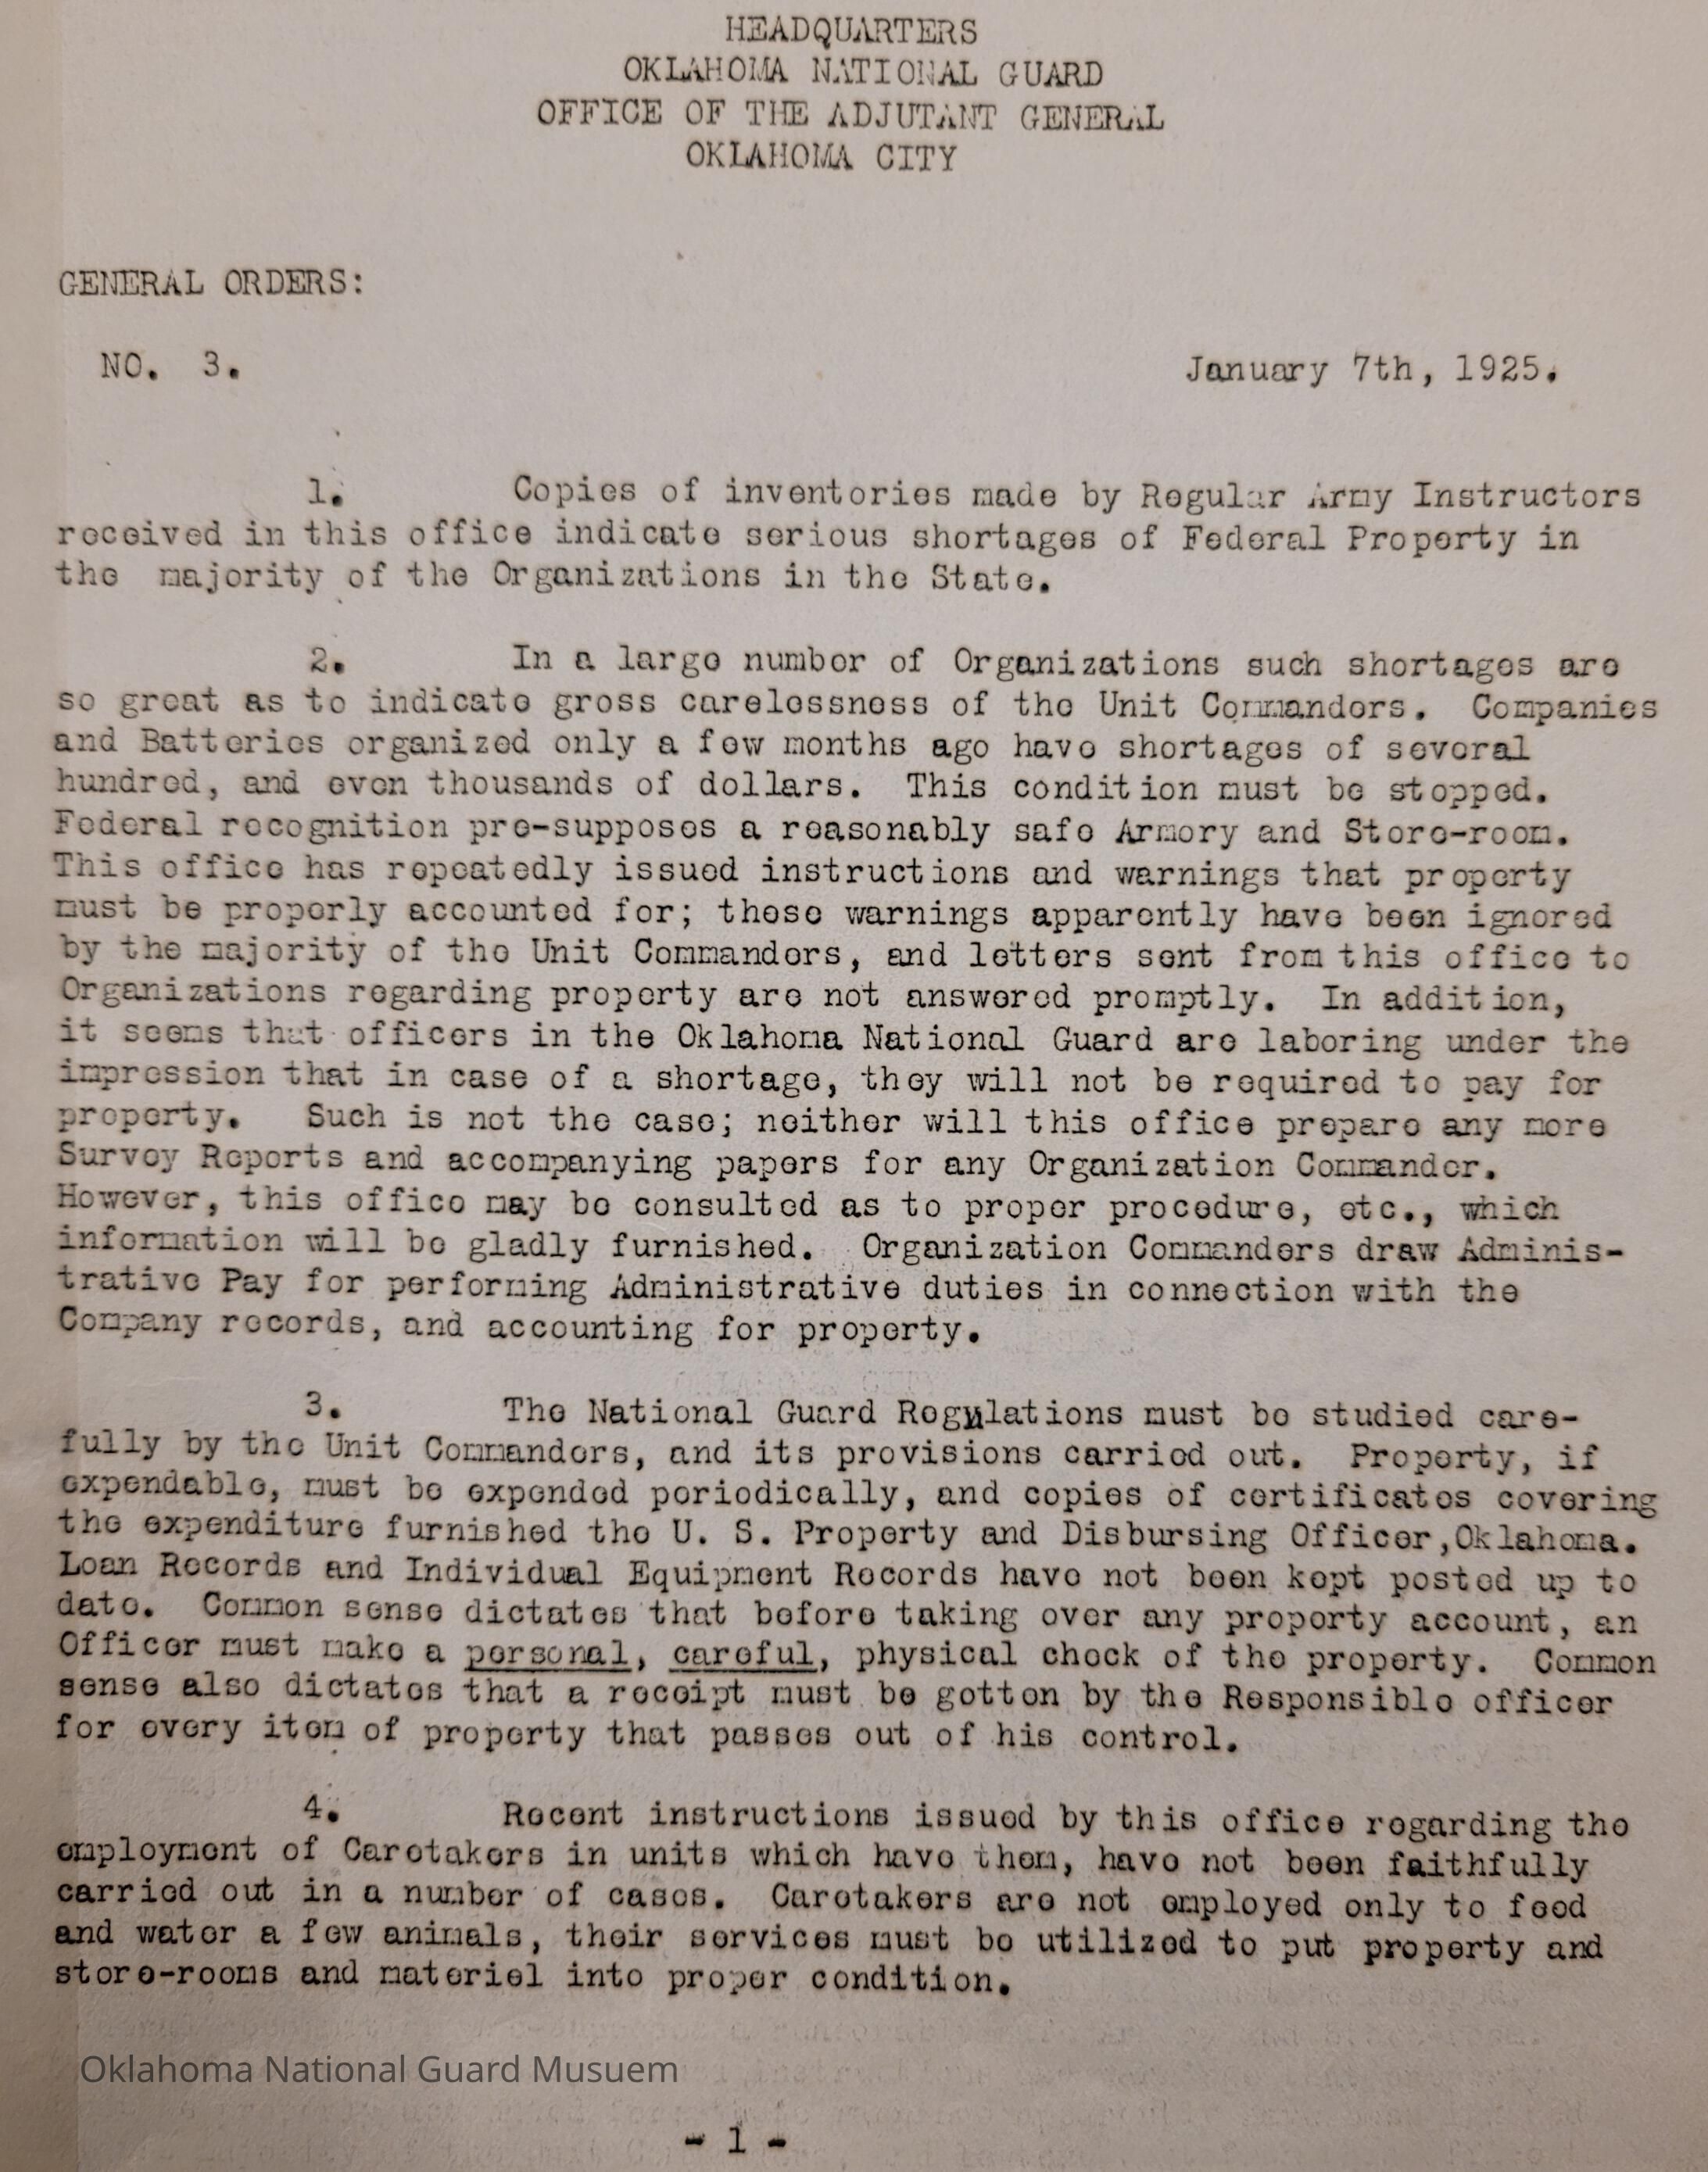 HEADQUARTERS
OKLAHOMA NATIONAL GUARD
OFFICE OF THE ADJUTANT GENERAL
OKLAHOMA CITY
GENERAL ORDERS:
NO. 3. January 7th, 1925.
1. Copies of inventories made by Regular Army Instructors
received in this office indicate serious shortages of Federal Property in
the majority of the Organizations in the State.
2. In a large number of Organizations such shortages are
so great as to indicate gross carelessness of the Unit Commanders. Companies
and Batteries organized only a few months ago have shortages of several
hundred, and even thousands of dollars. This condition must be stopped.
Federal recognition pre-supposes a reasonably safe Armory and Store-room.
This office has repeatedly issued instructions and warnings that property
must be properly accounted for; these warnings apparently have been ignored
by the majority of the Unit Commanders, and letters sent from this office to
Organizations regarding property are not answered promptly. In addition,
it seems that officers in the Oklahoma National Guard are laboring under the
impression that in case of a shortage, they will not be required to pay for
property. Such is not the case; neither will this office prepare any more
Survey Reports and accompanying papers for any Organization Commander.
However, this office may be consulted as to proper procedure, etc., which
information will be gladly furnished. Organization Commanders draw Adminis-
trative Pay for performing Administrative duties in connection with the
Company records, and accounting for property.
3. The National Guard Regulations must be studied care-
fully by the Unit Commanders, and its provisions carried out. Property, if
expendable, must be expended periodically, and copies of certificates covering
the expenditure furnished the U. S. Property and Disbursing Officer,Oklahoma.
Loan Records and Individual Equipment Records have not been kept posted up to
date. Common sense dictates that before taking over any property account, an
Officer must make a personal, careful, physical check of the property. Common
sense also dictates that a receipt must be gotten by the Responsible officer
for every item of property that passes out of his control.
4. Recent instructions issued by this office regarding the
employment of Caretakers in units which have them, have not been faithfully
carried out in a number of cases. Caretakers are not employed only to feed
and water a few animals, their services must be utilized to put property and
store-rooms and materiel into proper condition.
Oklahoma National Guard Musuem
- 1 -